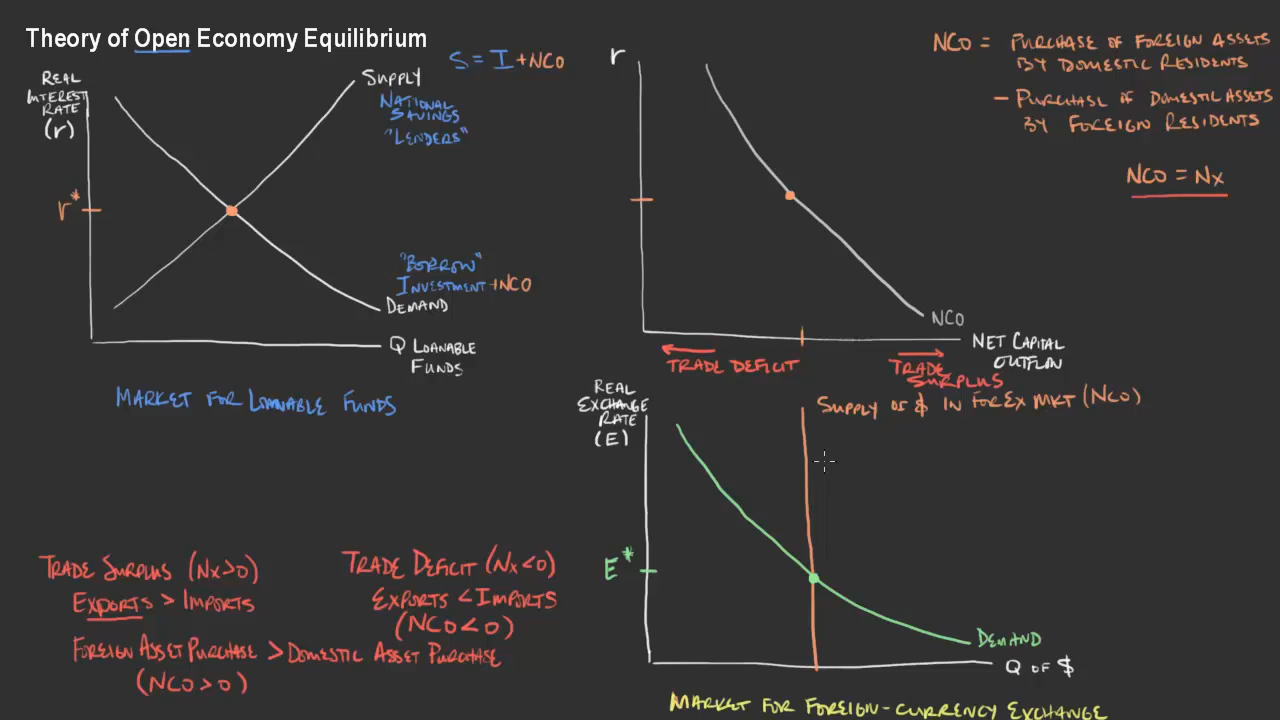 Theory of Open Economy Equilibrium
S = I + NCO
REAL
INTEREST
RATE
(r)
SUPPLY
NATIONAL
SAVINGS
"LENDERS"
r*
"BORROW"
INVESTMENT + NCO
DEMAND
Q LOANABLE
FUNDS
MARKET FOR LOANABLE FUNDS
r
NCO = PURCHASE OF FOREIGN ASSETS
BY DOMESTIC RESIDENTS
- PURCHASE OF DOMESTIC ASSETS
BY FOREIGN RESIDENTS
NCO = NX
NCO
NET CAPITAL
OUTFLOW
TRADE DEFICIT
TRADE
SURPLUS
REAL
EXCHANGE
RATE
(E)
SUPPLY OF $ IN FOREX MKT (NCO)
E*
DEMAND
Q OF $
MARKET FOR FOREIGN-CURRENCY EXCHANGE
TRADE SURPLUS (NX>0)
EXPORTS > IMPORTS
FOREIGN ASSET PURCHASE > DOMESTIC ASSET PURCHASE
(NCO>0)
TRADE DEFICIT (NX<0)
EXPORTS < IMPORTS
(NCO<0)